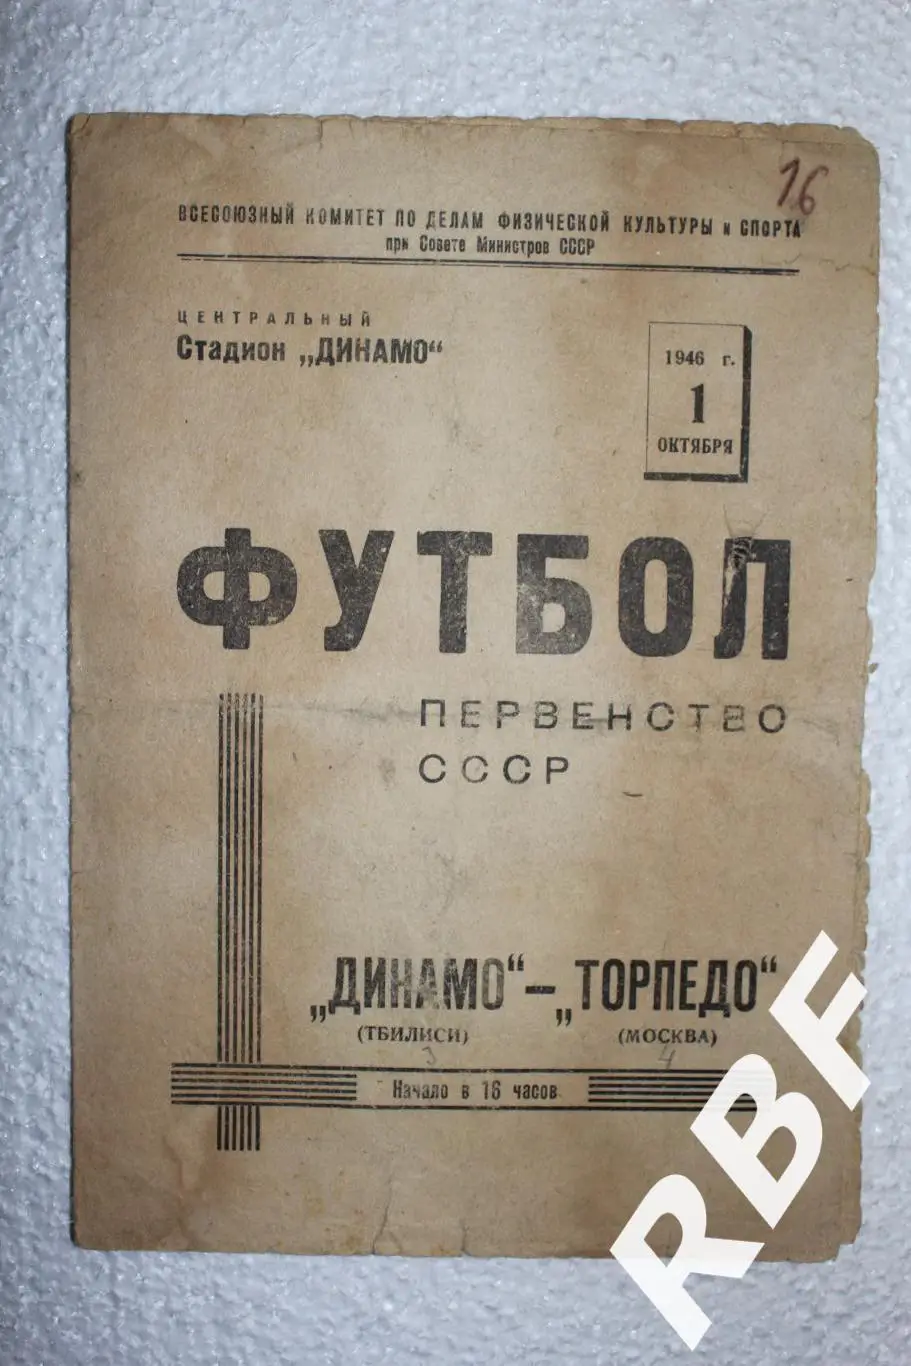 16
ВСЕСОЮЗНЫЙ КОМИТЕТ ПО ДЕЛАМ ФИЗИЧЕСКОЙ КУЛЬТУРЫ и СПОРТА
при Совете Министров СССР
ЦЕНТРАЛЬНЫЙ
Стадион „ДИНАМО“
1946 г.
1
ОКТЯБРЯ
ФУТБОЛ
ПЕРВЕНСТВО
СССР
„ДИНАМО“ – „ТОРПЕДО“
(ТБИЛИСИ) (МОСКВА)
3 4
Начало в 16 часов
RBF